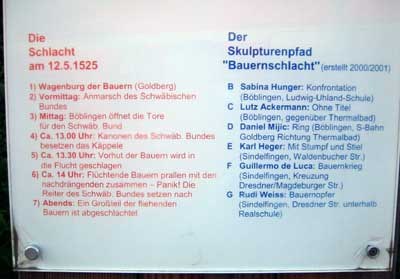 Die
Schlacht
am 12.5.1525
1) Wagenburg der Bauern (Goldberg)
2) Vormittag: Anmarsch des Schwäbischen
Bundes
3) Mittag: Böblingen öffnet die Tore
für den Schwäb. Bund
4) Ca. 13.00 Uhr: Kanonen des Schwäb. Bundes
besetzen das Käppele
5) Ca. 13.30 Uhr: Vorhut der Bauern wird in
die Flucht geschlagen
6) Ca. 14 Uhr: Flüchtende Bauern prallen mit den
nachdrängenden zusammen – Panik! Die
Reiter des Schwäb. Bundes setzen nach
7) Abends: Ein Großteil der fliehenden
Bauern ist abgeschlachtet
Der
Skulpturenpfad
"Bauernschlacht" (erstellt 2000/2001)
B Sabina Hunger: Konfrontation
(Böblingen, Ludwig-Uhland-Schule)
C Lutz Ackermann: Ohne Titel
(Böblingen, gegenüber Thermalbad)
D Daniel Mijic: Ring (Böblingen, S-Bahn
Goldberg Richtung Thermalbad)
E Karl Heger: Mit Stumpf und Stiel
(Sindelfingen, Waldenbucher Str.)
F Guillermo de Luca: Bauernkrieg
(Sindelfingen, Kreuzung
Dresdner/Magdeburger Str.)
G Rudi Weiss: Bauernopfer
(Sindelfingen, Dresdner Str. unterhalb
Realschule)